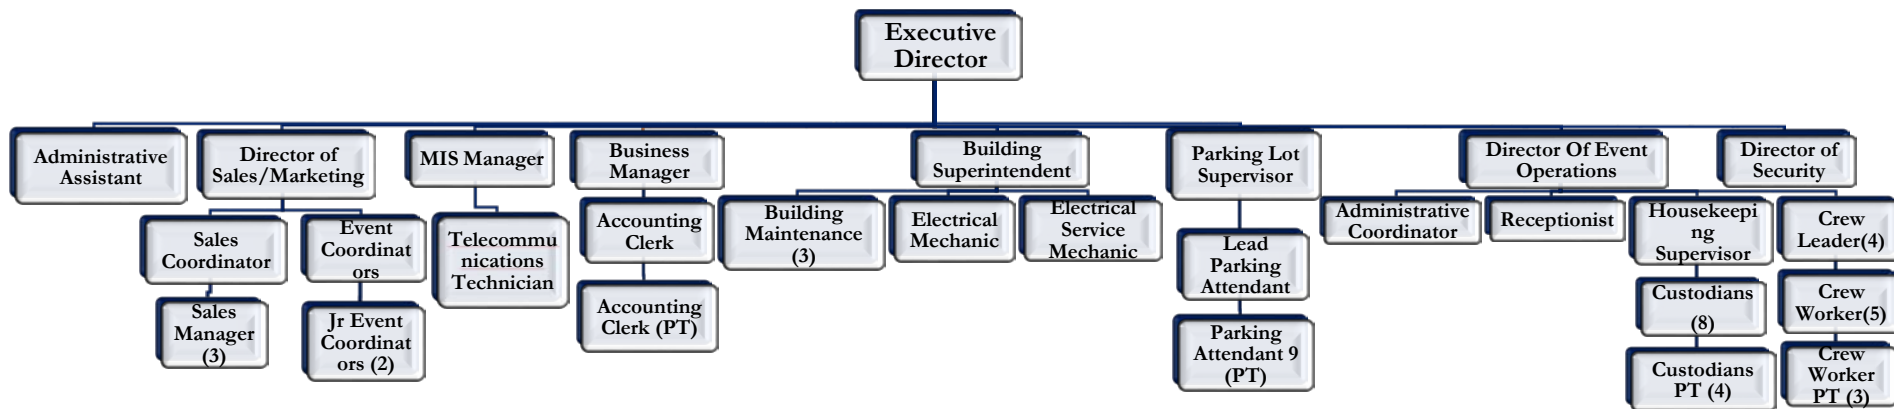 Executive
Director
Administrative
Assistant
Director of
Sales/Marketing
MIS Manager
Business
Manager
Building
Superintendent
Parking Lot
Supervisor
Director Of Event
Operations
Director of
Security
Sales
Coordinator
Event
Coordinat
ors
Telecommu
nications
Technician
Accounting
Clerk
Building
Maintenance
(3)
Electrical
Mechanic
Electrical
Service
Mechanic
Lead
Parking
Attendant
Administrative
Coordinator
Receptionist
Housekeepi
ng
Supervisor
Crew
Leader(4)
Sales
Manager
(3)
Jr Event
Coordinat
ors (2)
Accounting
Clerk (PT)
Parking
Attendant 9
(PT)
Custodians
(8)
Crew
Worker(5)
Custodians
PT (4)
Crew
Worker
PT (3)